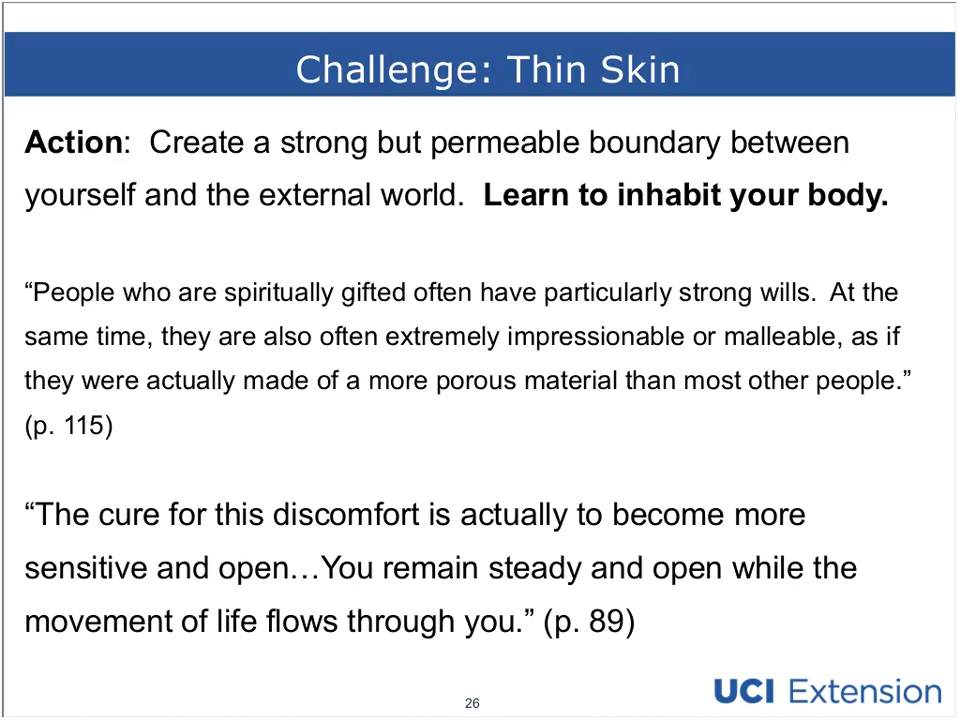 Challenge: Thin Skin
Action:  Create a strong but permeable boundary between
yourself and the external world.  Learn to inhabit your body.
“People who are spiritually gifted often have particularly strong wills.  At the
same time, they are also often extremely impressionable or malleable, as if
they were actually made of a more porous material than most other people.”
(p. 115)
“The cure for this discomfort is actually to become more
sensitive and open…You remain steady and open while the
movement of life flows through you.” (p. 89)
26
UCI Extension